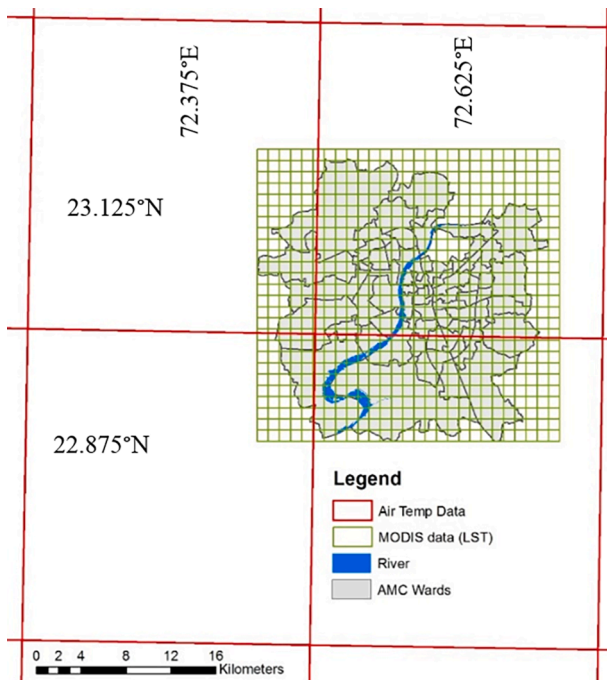 72.375°E
72.625°E
23.125°N
22.875°N
Legend
Air Temp Data
MODIS data (LST)
River
AMC Wards
0 2 4 8 12 16
Kilometers